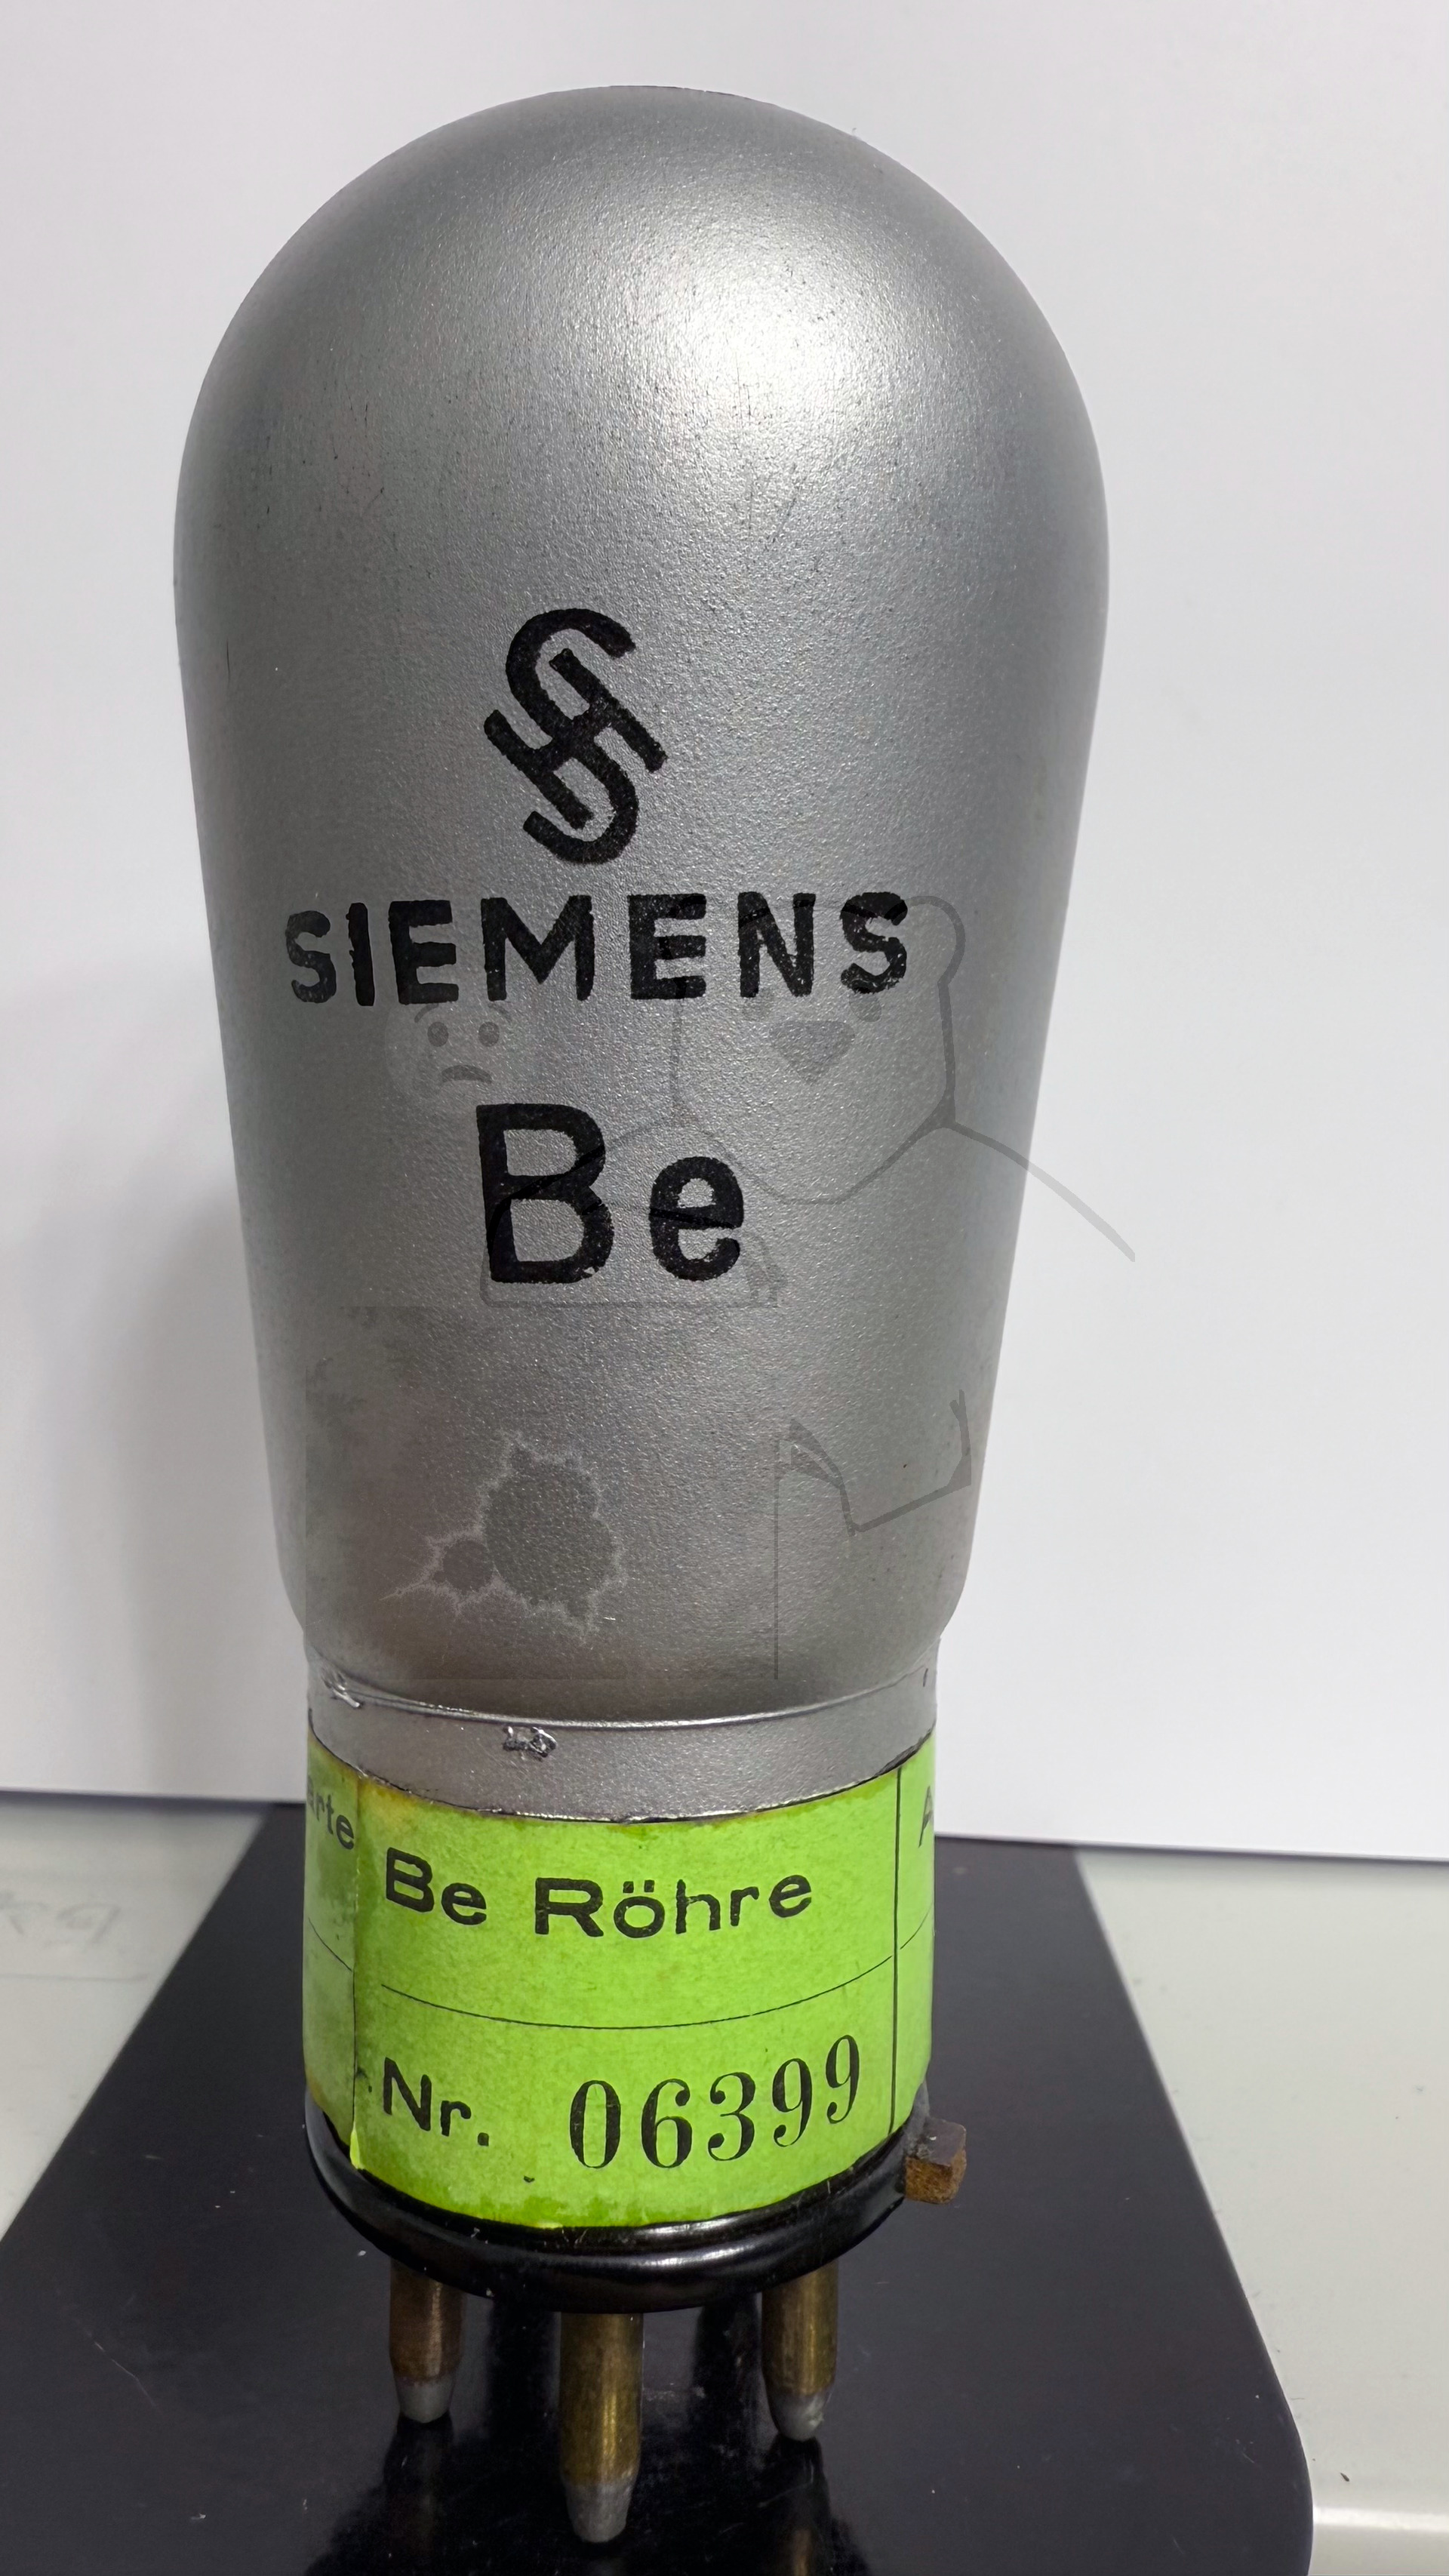 SIEMENS
Be
Be Röhre
Nr. 06399